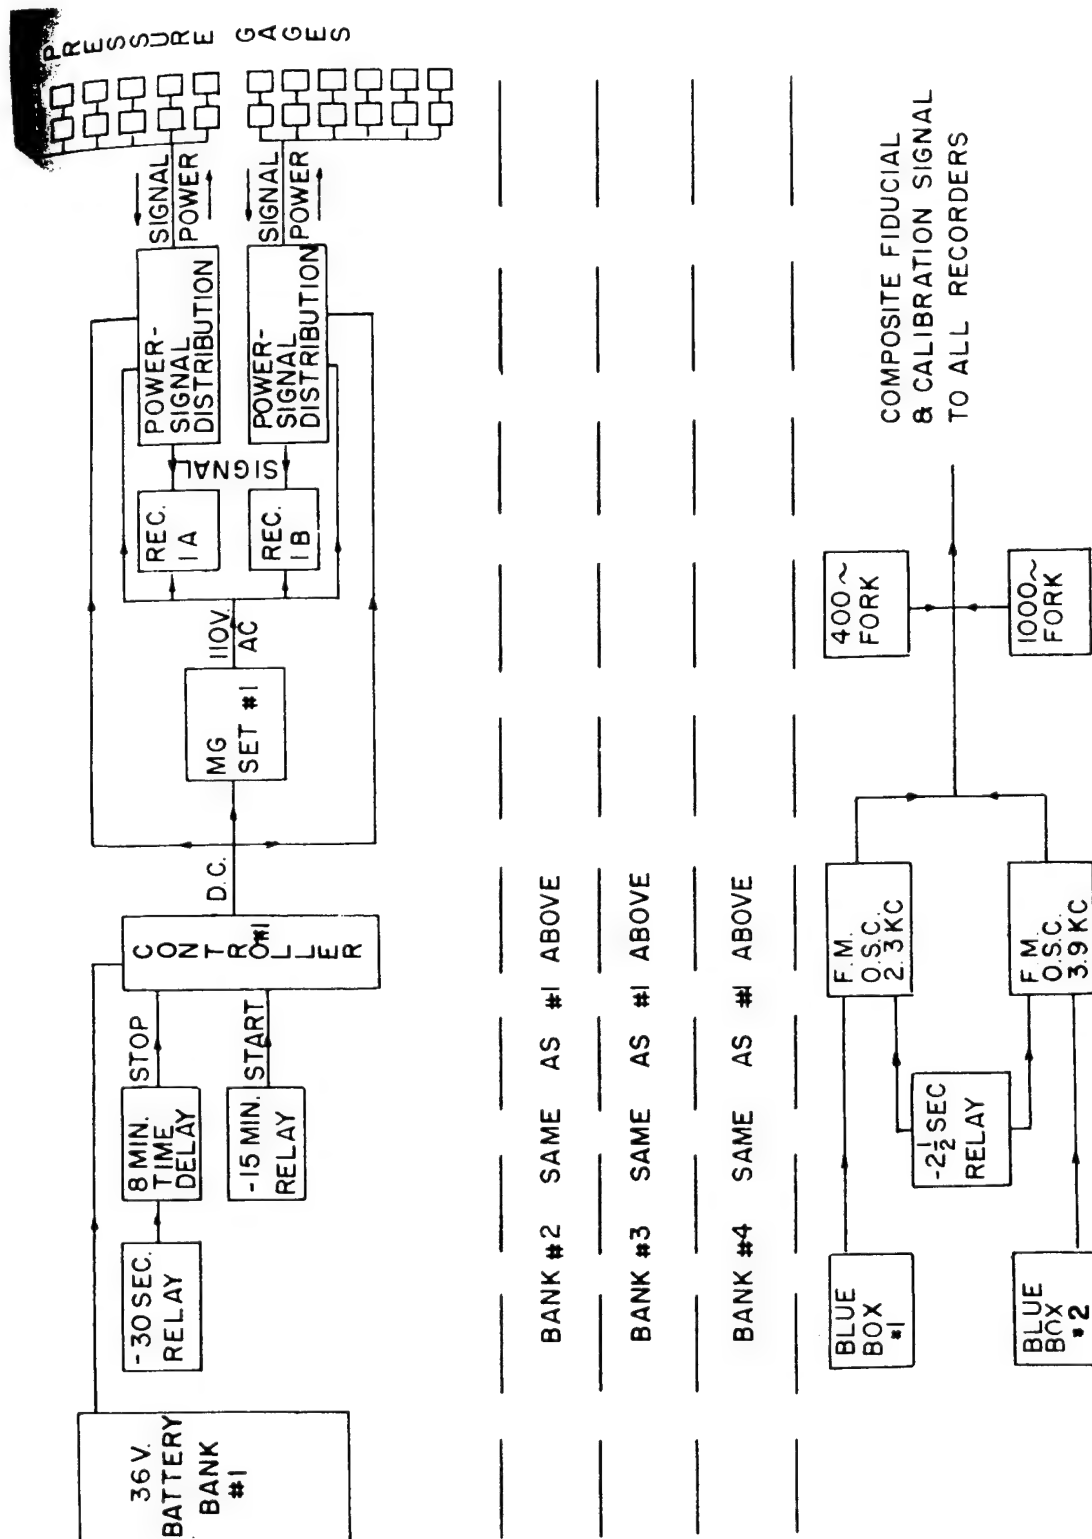 36V.
BATTERY
BANK
#1
-30 SEC.
RELAY
8 MIN.
TIME
DELAY
STOP
-15 MIN.
RELAY
START
CONTROLLER
#1
D.C.
MG
SET #1
110V.
AC
REC.
1A
REC.
1B
SIGNAL
POWER-
SIGNAL
DISTRIBUTION
POWER-
SIGNAL
DISTRIBUTION
SIGNAL
POWER
SIGNAL
POWER
PRESSURE GAGES
BANK #2 SAME AS #1 ABOVE
BANK #3 SAME AS #1 ABOVE
BANK #4 SAME AS #1 ABOVE
BLUE
BOX
#1
BLUE
BOX
#2
-2½ SEC
RELAY
F.M.
O.S.C.
2.3 KC
F.M.
O.S.C.
3.9 KC
400~
FORK
1000~
FORK
COMPOSITE FIDUCIAL
& CALIBRATION SIGNAL
TO ALL RECORDERS